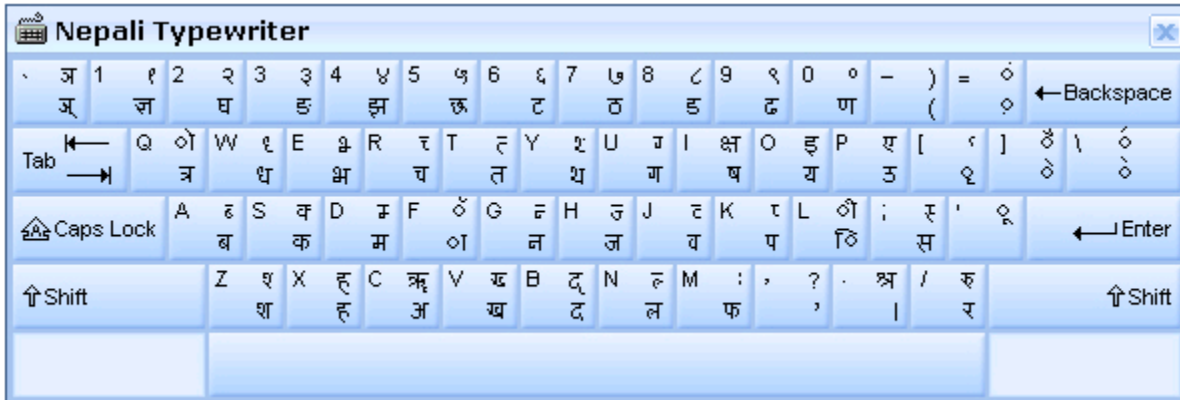 Nepali Typewriter
` ञ 1 १ 2 २ 3 ३ 4 ४ 5 ५ 6 ६ 7 ७ 8 ८ 9 ९ 0 ० – ) = ं ←Backspace
ञ् ज्ञ घ ङ झ छ ट ठ ड ढ ण ( ़
Tab Q ो W ध् E भ् R च् T त् Y थ् U ग् I क्ष O इ P ए [ ृ ] ै \ ॅ
त्र ध भ च त थ ग ष य उ े
Caps Lock A ब् S क् D म् F ँ G न् H ज् J व् K प् L ी ; स् ' ू Enter
ब क म ा न ज व प ि स
Shift Z श् X ह् C ऋ V ख् B द् N ल् M : , ? . श्र / रु Shift
श ह अ ख द ल फ , । र